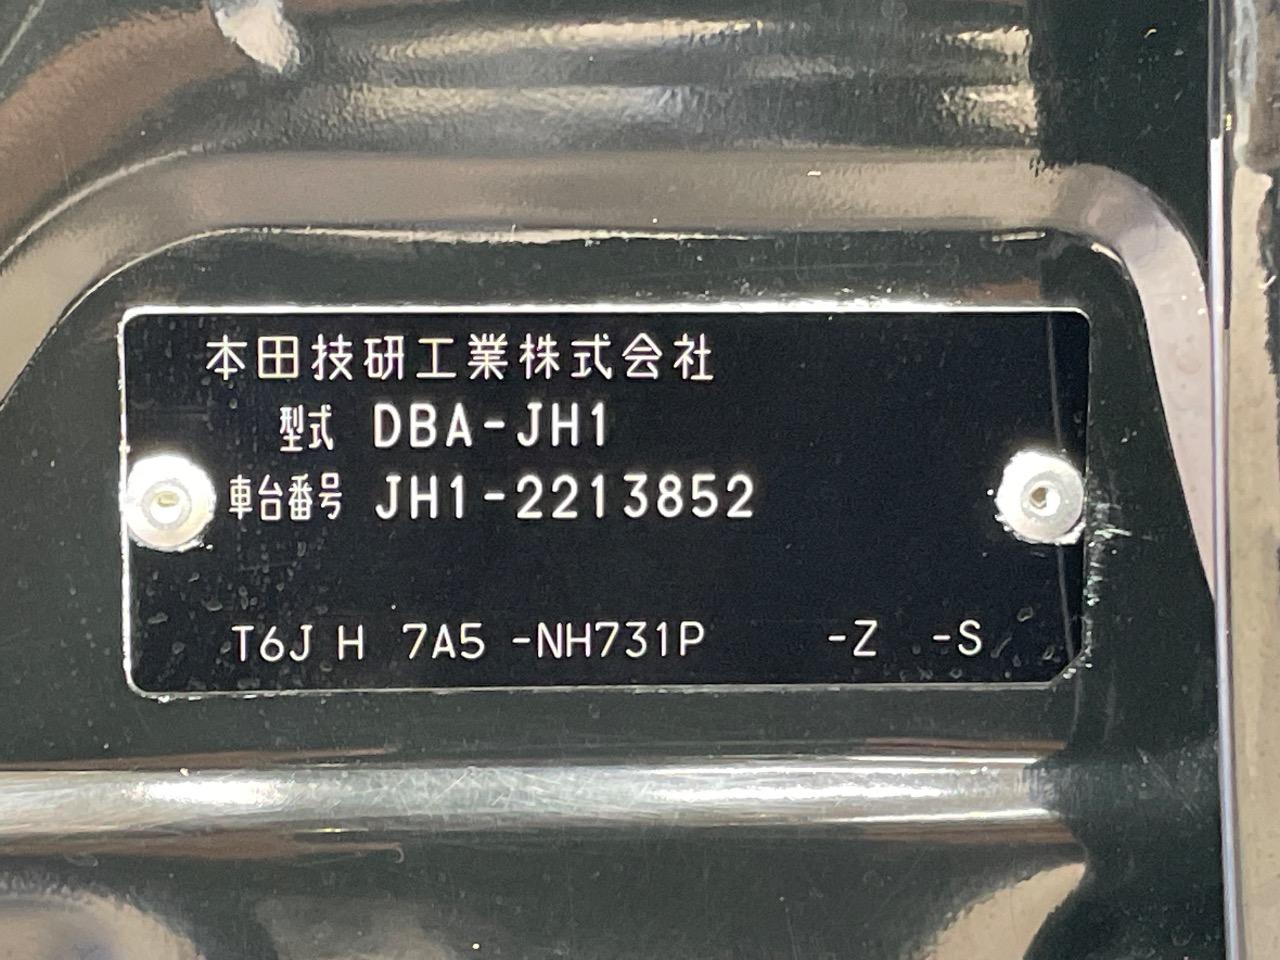 本田技研工業株式会社
型式 DBA-JH1
車台番号 JH1-2213852
T6J H 7A5 -NH731P -Z -S